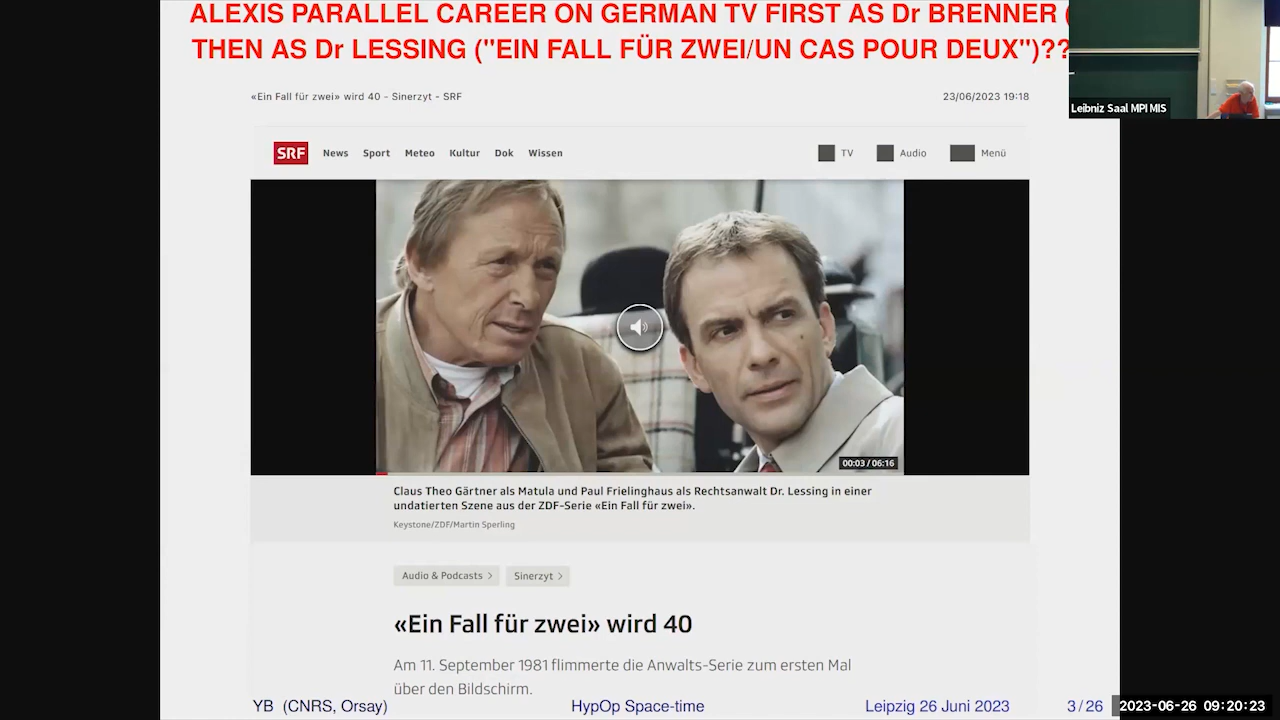 ALEXIS PARALLEL CAREER ON GERMAN TV FIRST AS Dr BRENNER (
THEN AS Dr LESSING ("EIN FALL FÜR ZWEI/UN CAS POUR DEUX")??
Leibniz Saal MPI MIS
«Ein Fall für zwei» wird 40 - Sinerzyt - SRF
23/06/2023 19:18
SRF News Sport Meteo Kultur Dok Wissen TV Audio Menü
00:03 / 06:16
Claus Theo Gärtner als Matula und Paul Frielinghaus als Rechtsanwalt Dr. Lessing in einer
undatierten Szene aus der ZDF-Serie «Ein Fall für zwei».
Keystone/ZDF/Martin Sperling
Audio & Podcasts > Sinerzyt >
«Ein Fall für zwei» wird 40
Am 11. September 1981 flimmerte die Anwalts-Serie zum ersten Mal
über den Bildschirm.
YB (CNRS, Orsay) HypOp Space-time Leipzig 26 Juni 2023 3 / 26
2023-06-26 09:20:23